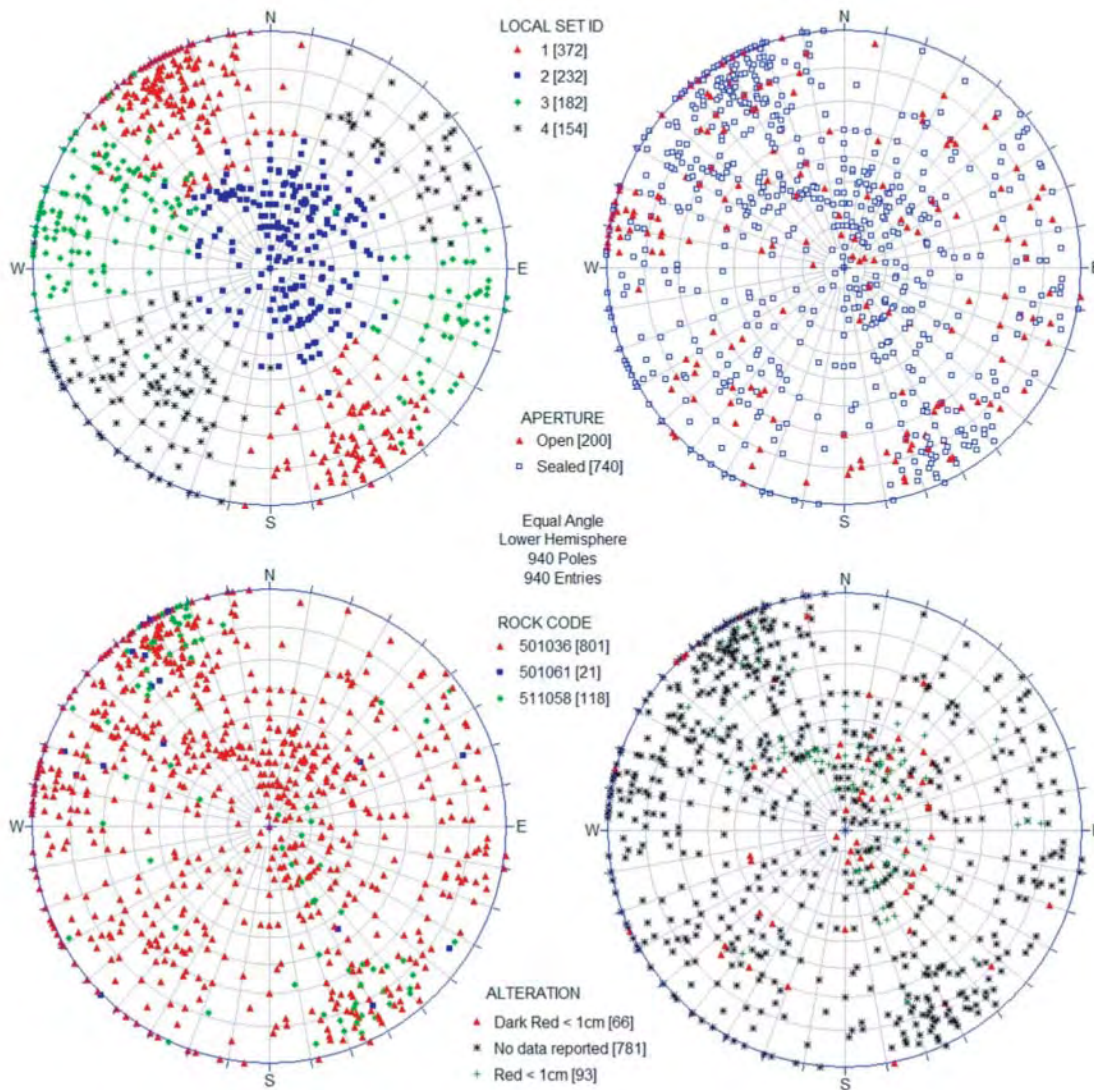 N
LOCAL SET ID
1 [372]
2 [232]
3 [182]
4 [154]
W
E
S
N
W
E
S
APERTURE
Open [200]
Sealed [740]
Equal Angle
Lower Hemisphere
940 Poles
940 Entries
N
ROCK CODE
501036 [801]
501061 [21]
511058 [118]
W
E
S
N
W
E
S
ALTERATION
Dark Red < 1cm [66]
No data reported [781]
Red < 1cm [93]